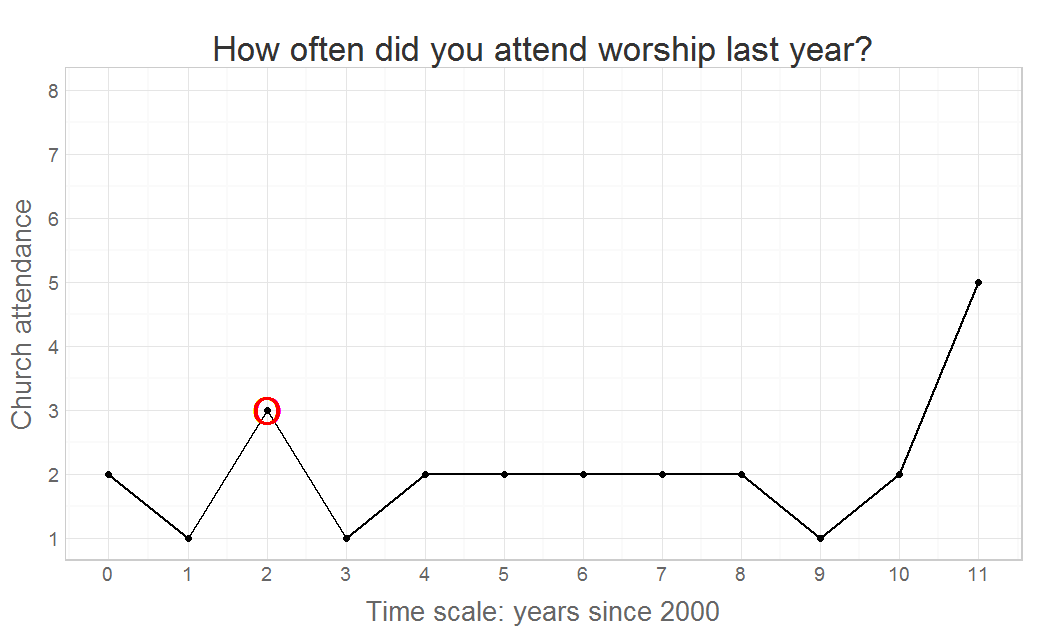 How often did you attend worship last year?
Church attendance
8
7
6
5
4
3
2
1
0 1 2 3 4 5 6 7 8 9 10 11
Time scale: years since 2000